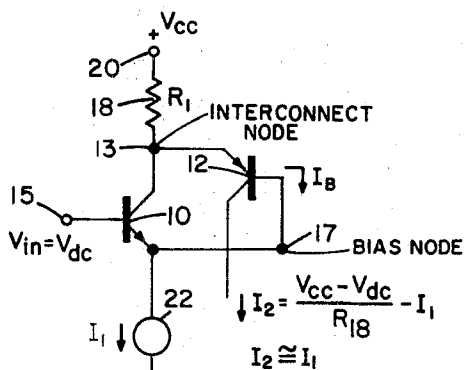 + Vcc
20
18 R1
INTERCONNECT
NODE
13
12
15
10
IB
17
Vin=Vdc
BIAS NODE
22
I1
I2 = Vcc-Vdc / R18 - I1
I2 ≅ I1